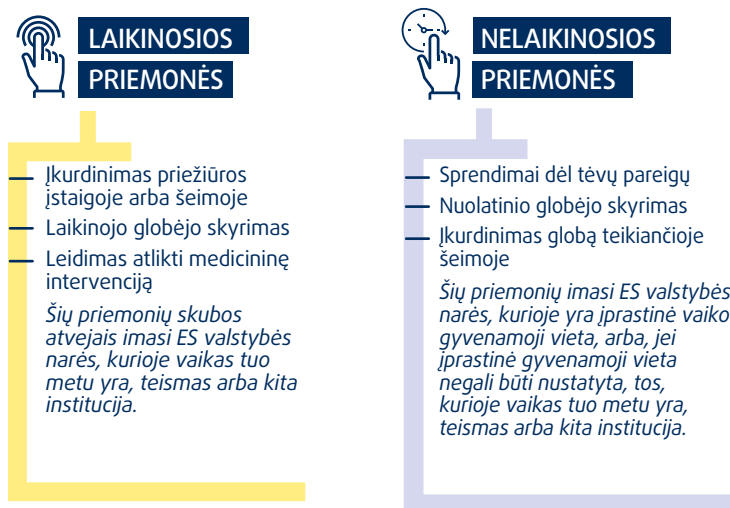 LAIKINOSIOS
PRIEMONĖS
Įkurdinimas priežiūros
įstaigoje arba šeimoje
Laikinojo globėjo skyrimas
Leidimas atlikti medicininę
intervenciją
Šių priemonių skubos
atvejais imasi ES valstybės
narės, kurioje vaikas tuo
metu yra, teismas arba kita
institucija.
NELAIKINOSIOS
PRIEMONĖS
Sprendimai dėl tėvų pareigų
Nuolatinio globėjo skyrimas
Įkurdinimas globą teikiančioje
šeimoje
Šių priemonių imasi ES valstybės
narės, kurioje yra įprastinė vaiko
gyvenamoji vieta, arba, jei
įprastinė gyvenamoji vieta
negali būti nustatyta, tos,
kurioje vaikas tuo metu yra,
teismas arba kita institucija.